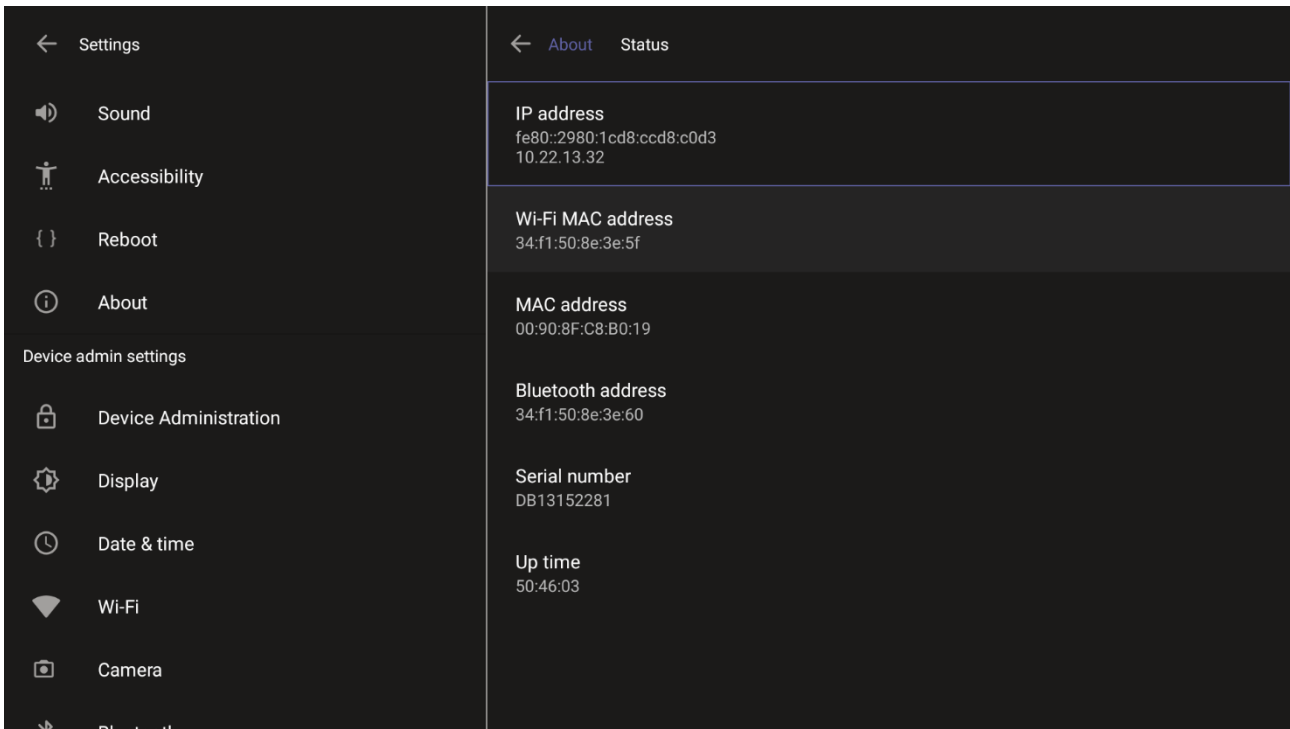 Settings
Sound
Accessibility
{ } Reboot
About
Device admin settings
Device Administration
Display
Date & time
Wi-Fi
Camera
About Status
IP address
fe80::2980:1cd8:ccd8:c0d3
10.22.13.32
Wi-Fi MAC address
34:f1:50:8e:3e:5f
MAC address
00:90:8F:C8:B0:19
Bluetooth address
34:f1:50:8e:3e:60
Serial number
DB13152281
Up time
50:46:03